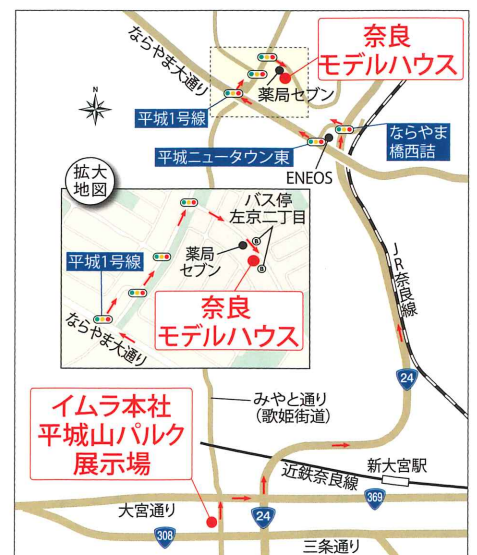 ならやま大通り
奈良
モデルハウス
薬局セブン
N
平城1号線
ならやま
橋西詰
平城ニュータウン東
ENEOS
拡大
地図
バス停
左京二丁目
B
薬局
セブン
B
平城1号線
奈良
モデルハウス
ならやま大通り
JR奈良線
24
イムラ本社
平城山パルク
展示場
みやと通り
(歌姫街道)
新大宮駅
近鉄奈良線
369
大宮通り
24
308
三条通り